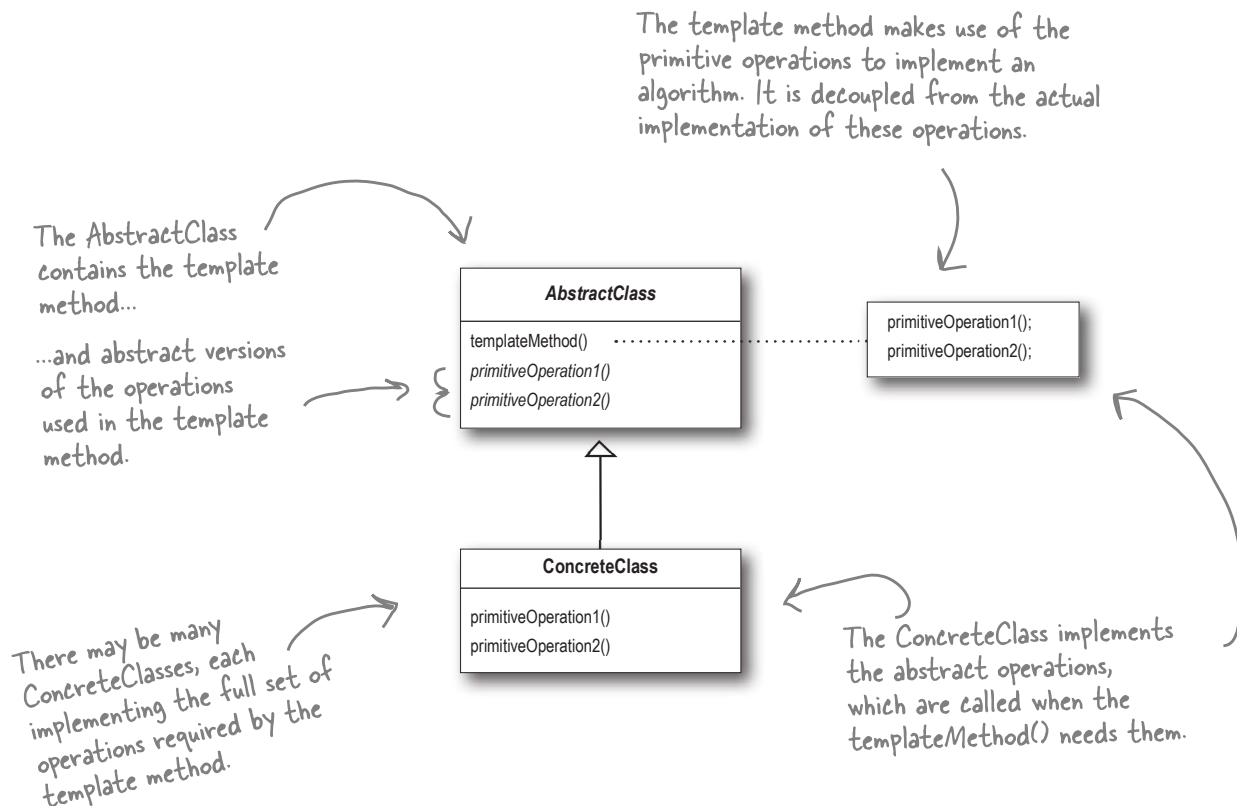 The template method makes use of the
primitive operations to implement an
algorithm. It is decoupled from the actual
implementation of these operations.
The AbstractClass
contains the template
method...
...and abstract versions
of the operations
used in the template
method.
AbstractClass
templateMethod()
primitiveOperation1()
primitiveOperation2()
primitiveOperation1();
primitiveOperation2();
ConcreteClass
primitiveOperation1()
primitiveOperation2()
There may be many
ConcreteClasses, each
implementing the full set of
operations required by the
template method.
The ConcreteClass implements
the abstract operations,
which are called when the
templateMethod() needs them.